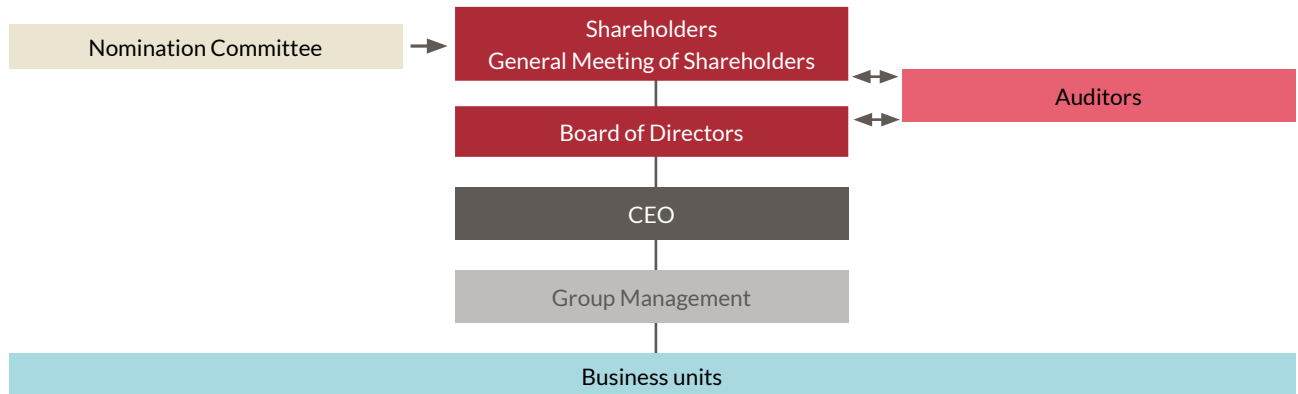 Nomination Committee
Shareholders
General Meeting of Shareholders
Auditors
Board of Directors
CEO
Group Management
Business units